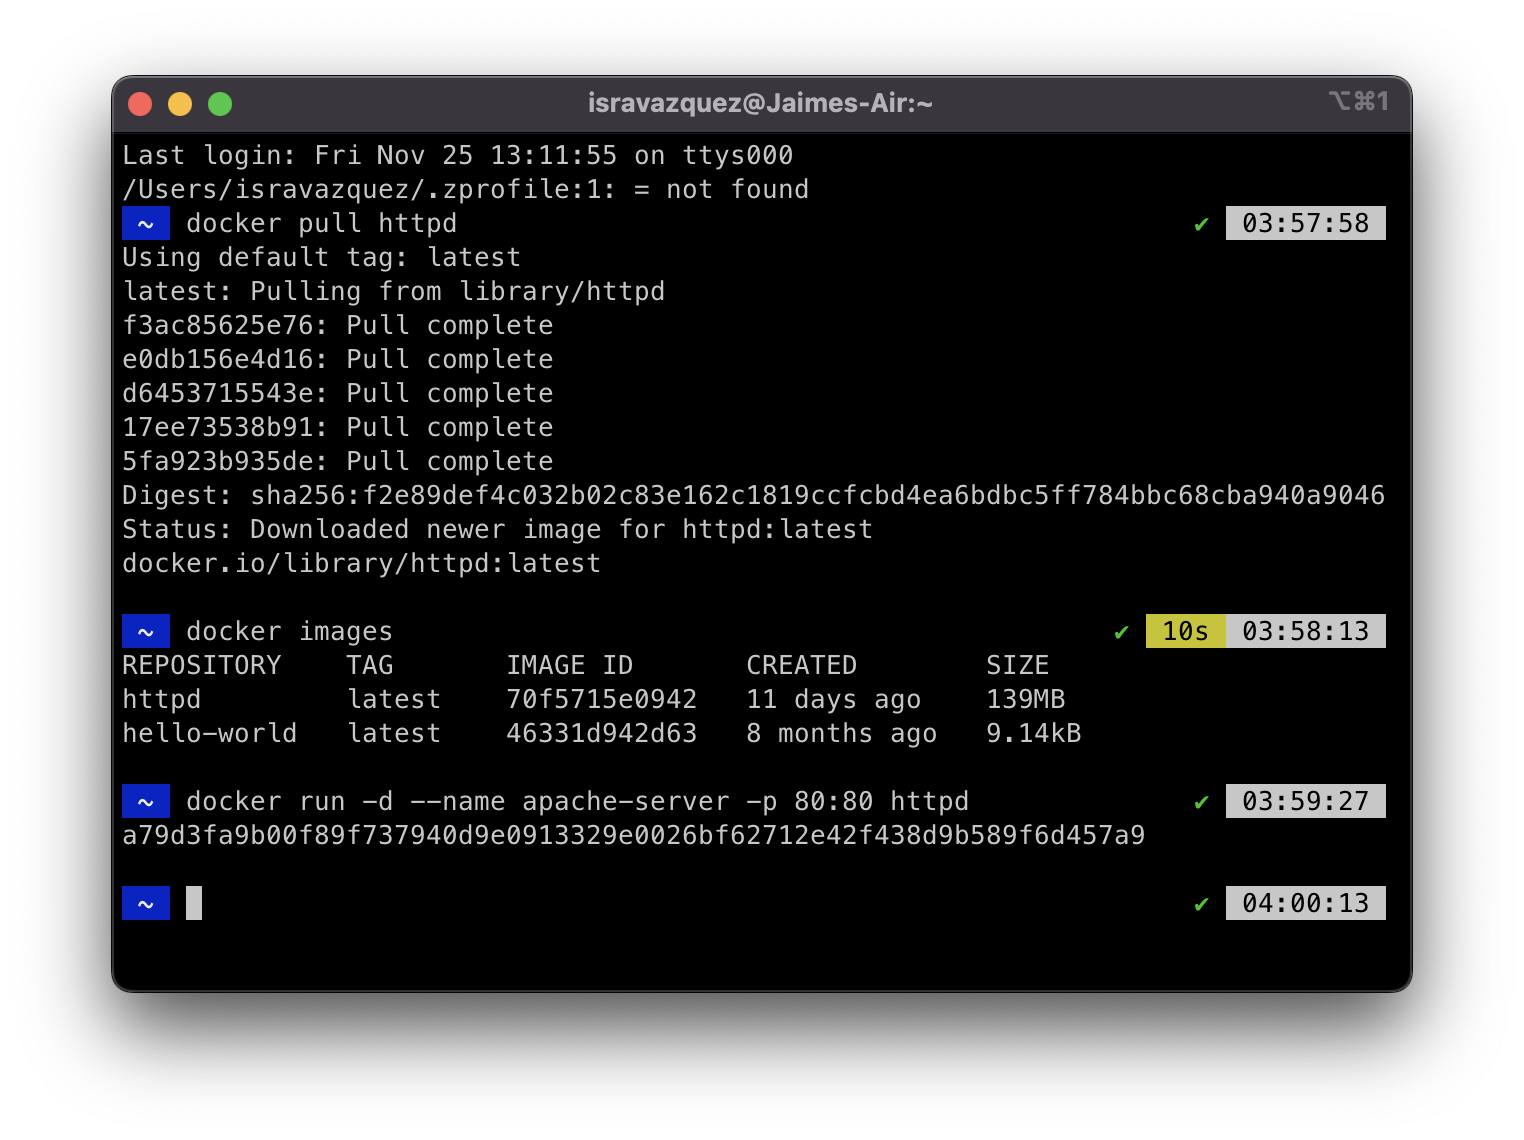 isravazquez@Jaimes-Air:~ ⌥⌘1
Last login: Fri Nov 25 13:11:55 on ttys000
/Users/isravazquez/.zprofile:1: = not found
~ docker pull httpd ✔ 03:57:58
Using default tag: latest
latest: Pulling from library/httpd
f3ac85625e76: Pull complete
e0db156e4d16: Pull complete
d6453715543e: Pull complete
17ee73538b91: Pull complete
5fa923b935de: Pull complete
Digest: sha256:f2e89def4c032b02c83e162c1819ccfcbd4ea6bdbc5ff784bbc68cba940a9046
Status: Downloaded newer image for httpd:latest
docker.io/library/httpd:latest
~ docker images ✔ 10s 03:58:13
REPOSITORY TAG IMAGE ID CREATED SIZE
httpd latest 70f5715e0942 11 days ago 139MB
hello-world latest 46331d942d63 8 months ago 9.14kB
~ docker run -d --name apache-server -p 80:80 httpd ✔ 03:59:27
a79d3fa9b00f89f737940d9e0913329e0026bf62712e42f438d9b589f6d457a9
~ ✔ 04:00:13